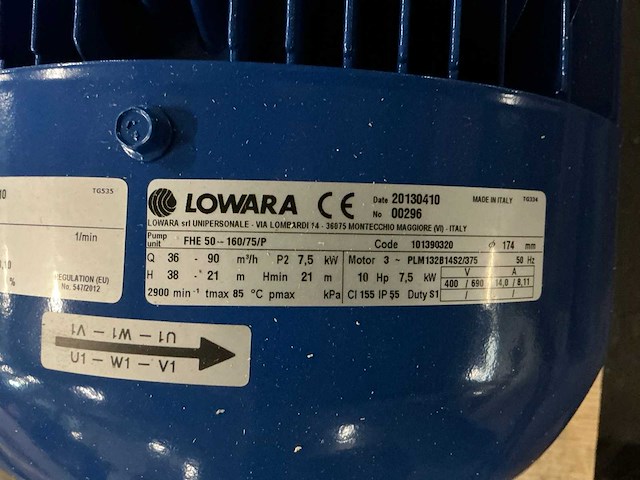 10 TGS35
1/min
,10 REGULATION (EU)
% No. 547/2012
LOWARA CE Date 20130410 MADE IN ITALY TG334
No 00296
LOWARA srl UNIPERSONALE - VIA LOMBARDI 14 - 36075 MONTECCHIO MAGGIORE (VI) - ITALY
Pump unit FHE 50-160/75/P Code 101390320 ø 174 mm
Q 36 - 90 m³/h P2 7,5 kW Motor 3 ~ PLM132B14S2/375 50 Hz
H 38 - 21 m Hmin 21 m 10 Hp 7,5 kW V A
400 / 690 14,0 / 8,11
2900 min⁻¹ tmax 85 °C pmax kPa Cl 155 IP 55 Duty S1
U1 - W1 - V1
U1 - W1 - V1